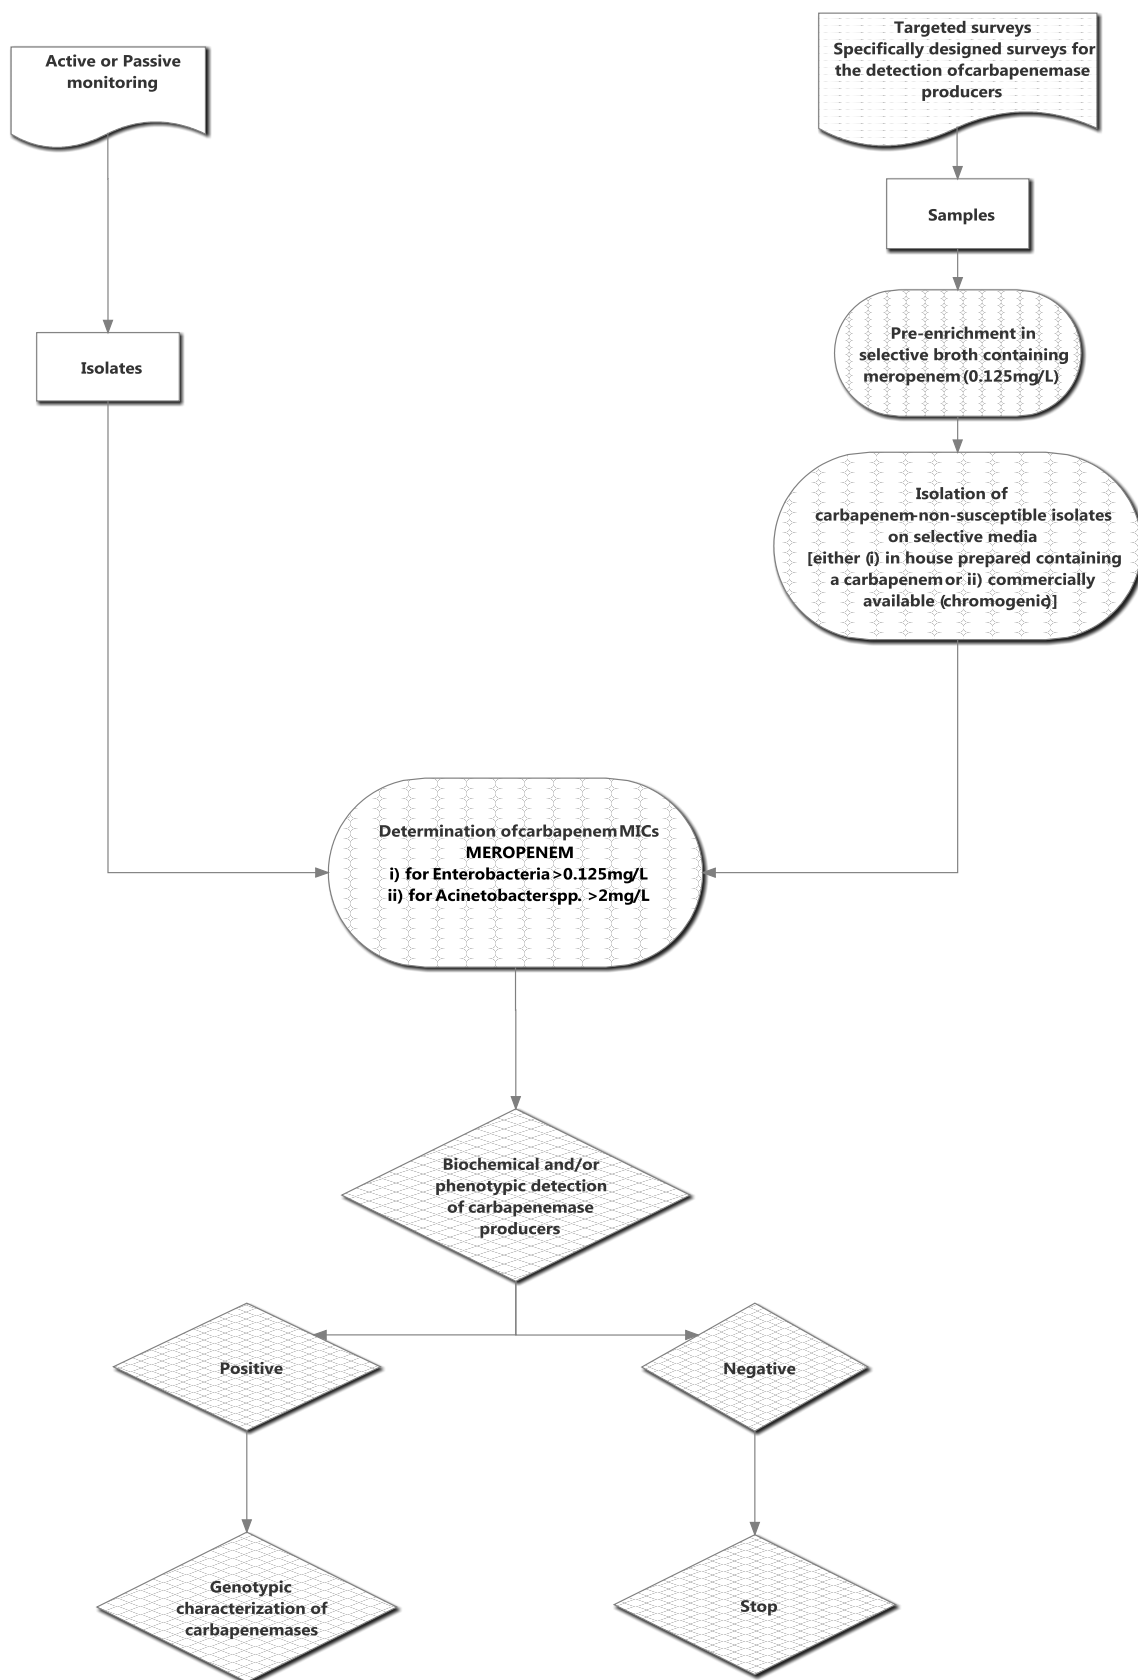 Active or Passive
monitoring
Targeted surveys
Specifically designed surveys for
the detection ofcarbapenemase
producers
Samples
Pre-enrichment in
selective broth containing
meropenem (0.125mg/L)
Isolates
Isolation of
carbapenem-non-susceptible isolates
on selective media
[either (i) in house prepared containing
a carbapenem or ii) commercially
available (chromogenic)]
Determination ofcarbapenem MICs
MEROPENEM
i) for Enterobacteria >0.125mg/L
ii) for Acinetobacter spp. >2mg/L
Biochemical and/or
phenotypic detection
of carbapenemase
producers
Positive
Negative
Genotypic
characterization of
carbapenemases
Stop